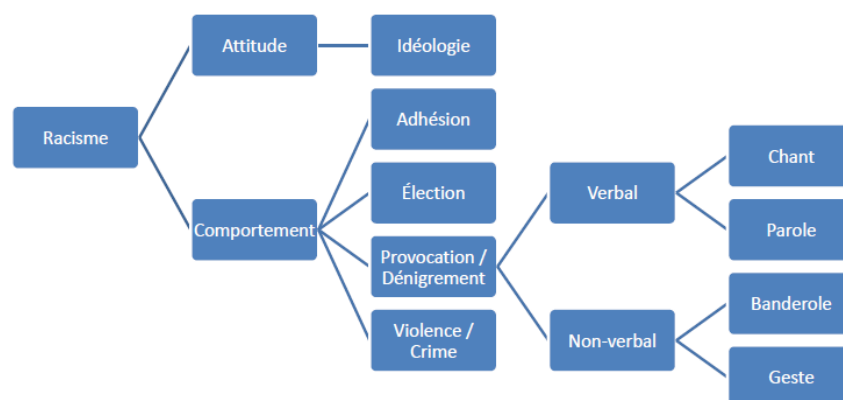 Racisme
Attitude
Idéologie
Comportement
Adhésion
Élection
Provocation /
Dénigrement
Violence /
Crime
Verbal
Chant
Parole
Non-verbal
Banderole
Geste